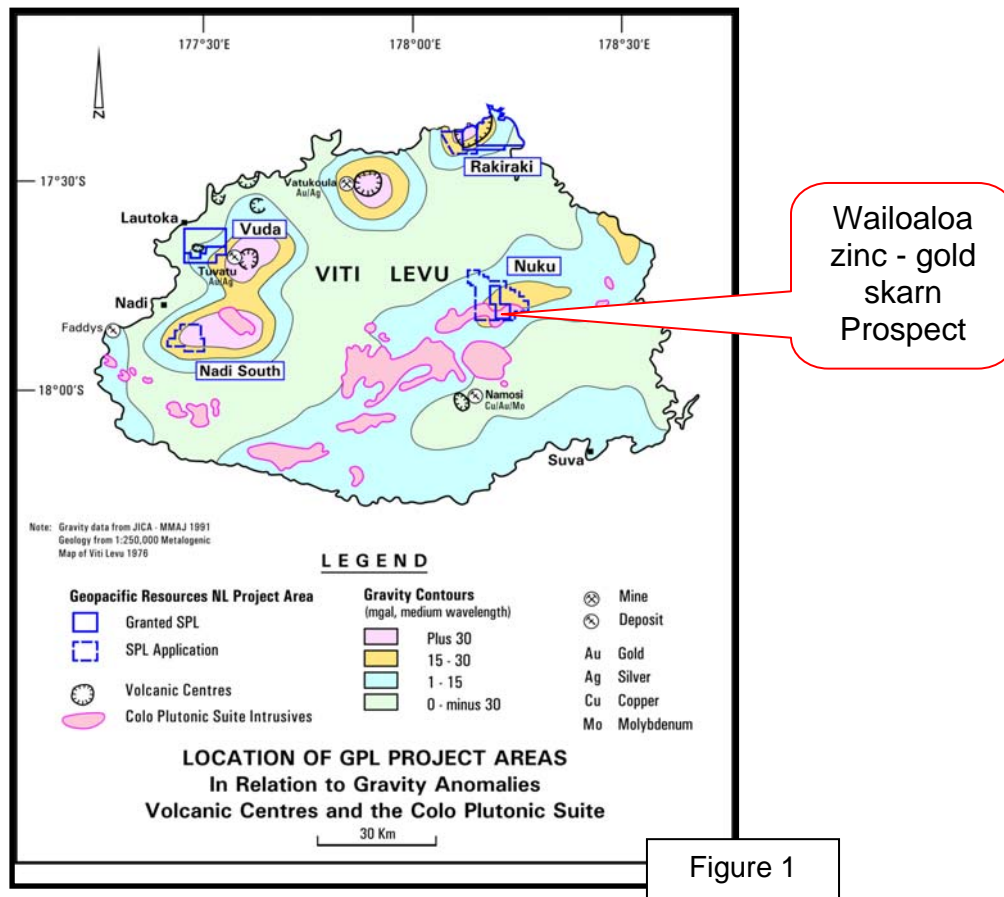 177°30'E
178°00'E
178°30'E
N
17°30'S
18°00'S
Rakiraki
Vatukoula
Au/Ag
Lautoka
Vuda
Tuvatu
Au/Ag
VITI LEVU
Nuku
Nadi
Faddys
Nadi South
Namosi
Cu/Au/Mo
Suva
Wailoaloa
zinc - gold
skarn
Prospect
Note: Gravity data from JICA - MMAJ 1991
Geology from 1:250,000 Metalogenic
Map of Viti Levu 1976
LEGEND
Geopacific Resources NL Project Area
Granted SPL
SPL Application
Volcanic Centres
Colo Plutonic Suite Intrusives
Gravity Contours
(mgal, medium wavelength)
Plus 30
15 - 30
1 - 15
0 - minus 30
Mine
Deposit
Au Gold
Ag Silver
Cu Copper
Mo Molybdenum
LOCATION OF GPL PROJECT AREAS
In Relation to Gravity Anomalies
Volcanic Centres and the Colo Plutonic Suite
30 Km
Figure 1